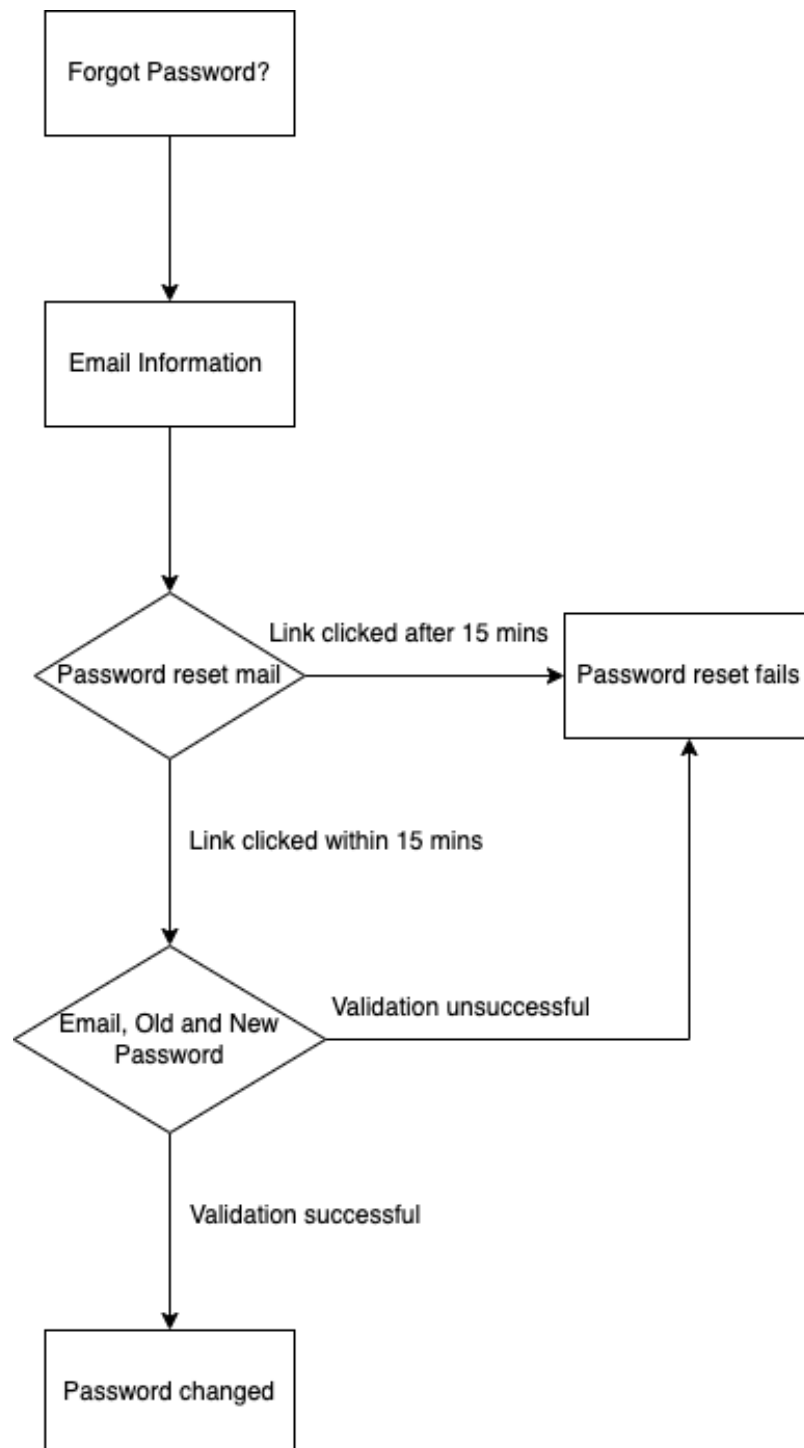 Forgot Password?
Email Information
Link clicked after 15 mins
Password reset mail
Password reset fails
Link clicked within 15 mins
Validation unsuccessful
Email, Old and New
Password
Validation successful
Password changed